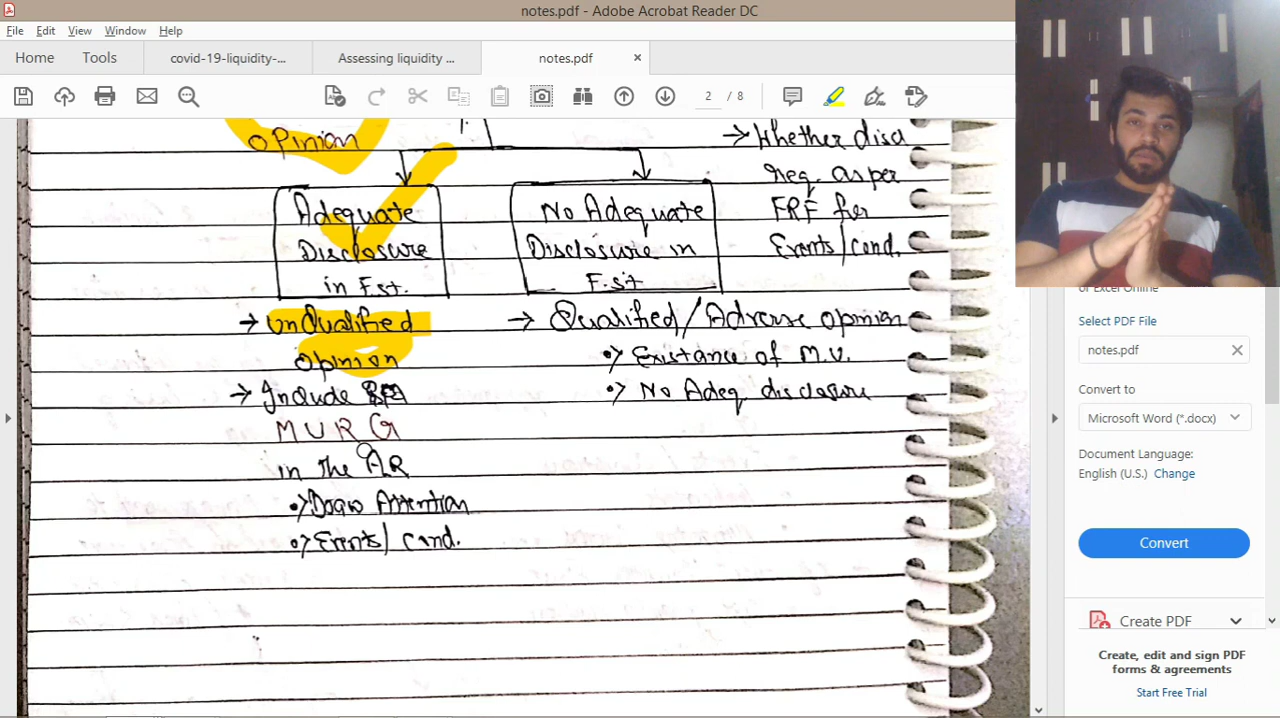 notes.pdf - Adobe Acrobat Reader DC
File Edit View Window Help
Home Tools covid-19-liquidity-... Assessing liquidity ... notes.pdf ×
2 / 8
opinion
→ Whether disc
req. as per
FRF for
Events/cond.
Adequate
Disclosure
in F.st.
No Adequate
Disclosure in
F.st
→ UnQualified
opinion
→ Include
M U R G
in the AR
•> Draw Attention
•> Events/ cond.
→ Qualified/Adverse opinion
•> Existance of M.U.
•> No Adeq. disclosure
or Excel Online
Select PDF File
notes.pdf
Convert to
Microsoft Word (*.docx)
Document Language:
English (U.S.) Change
Convert
Create PDF
Create, edit and sign PDF
forms & agreements
Start Free Trial